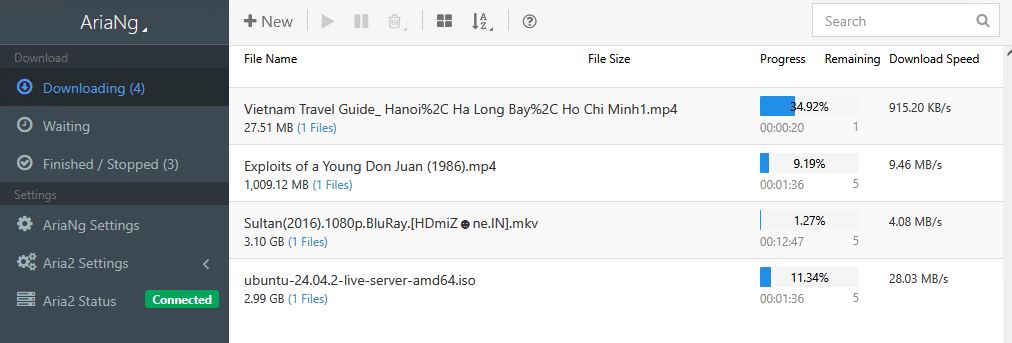 AriaNg
Download
Downloading (4)
Waiting
Finished / Stopped (3)
Settings
AriaNg Settings
Aria2 Settings
Aria2 Status Connected
New
Search
File Name File Size Progress Remaining Download Speed
Vietnam Travel Guide_ Hanoi%2C Ha Long Bay%2C Ho Chi Minh1.mp4 34.92% 915.20 KB/s
27.51 MB (1 Files) 00:00:20 1
Exploits of a Young Don Juan (1986).mp4 9.19% 9.46 MB/s
1,009.12 MB (1 Files) 00:01:36 5
Sultan(2016).1080p.BluRay.[HDmiZ☻ne.IN].mkv 1.27% 4.08 MB/s
3.10 GB (1 Files) 00:12:47 5
ubuntu-24.04.2-live-server-amd64.iso 11.34% 28.03 MB/s
2.99 GB (1 Files) 00:01:36 5